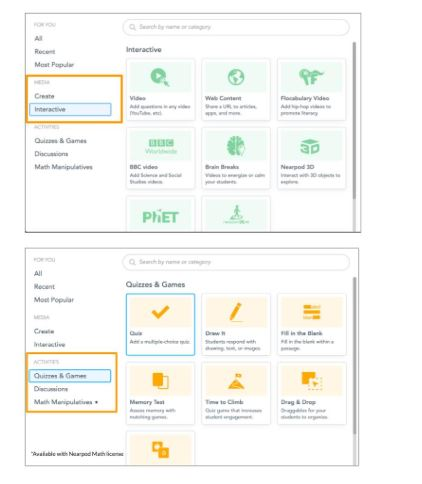 FOR YOU
All
Recent
Most Popular
MEDIA
Create
Interactive
ACTIVITIES
Quizzes & Games
Discussions
Math Manipulatives
Search by name or category
Interactive
Video
Add questions in any video
(YouTube, etc).
Web Content
Share a URL to articles,
apps, and more.
Flocabulary Video
Add hip-hop videos to
promote literacy.
BBC
Worldwide
BBC video
Add Science and Social
Studies videos.
Brain Breaks
Videos to energize or calm
your students.
3D
Nearpod 3D
Interact with 3D objects to
explore.
PhET
FOR YOU
All
Recent
Most Popular
MEDIA
Create
Interactive
ACTIVITIES
Quizzes & Games
Discussions
Math Manipulatives *
*Available with Nearpod Math license
Search by name or category
Quizzes & Games
Quiz
Add a multiple-choice quiz.
Draw It
Students respond with
drawing, text, or images.
Fill in the Blank
Fill in the blank within a
passage.
Memory Test
Assess memory with
matching games.
Time to Climb
Quiz game that increases
student engagement.
Drag & Drop
Draggables for your
students to organize.